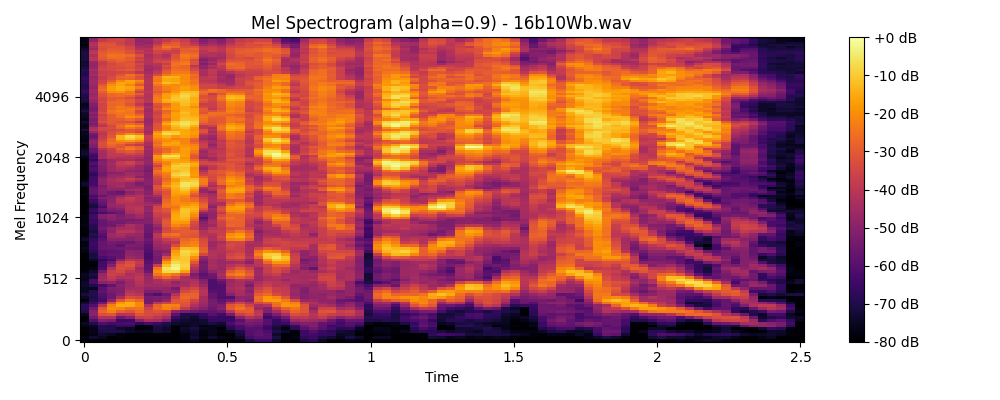 Mel Spectrogram (alpha=0.9) - 16b10Wb.wav
Mel Frequency
4096
2048
1024
512
0
0
0.5
1
1.5
2
2.5
Time
+0 dB
-10 dB
-20 dB
-30 dB
-40 dB
-50 dB
-60 dB
-70 dB
-80 dB